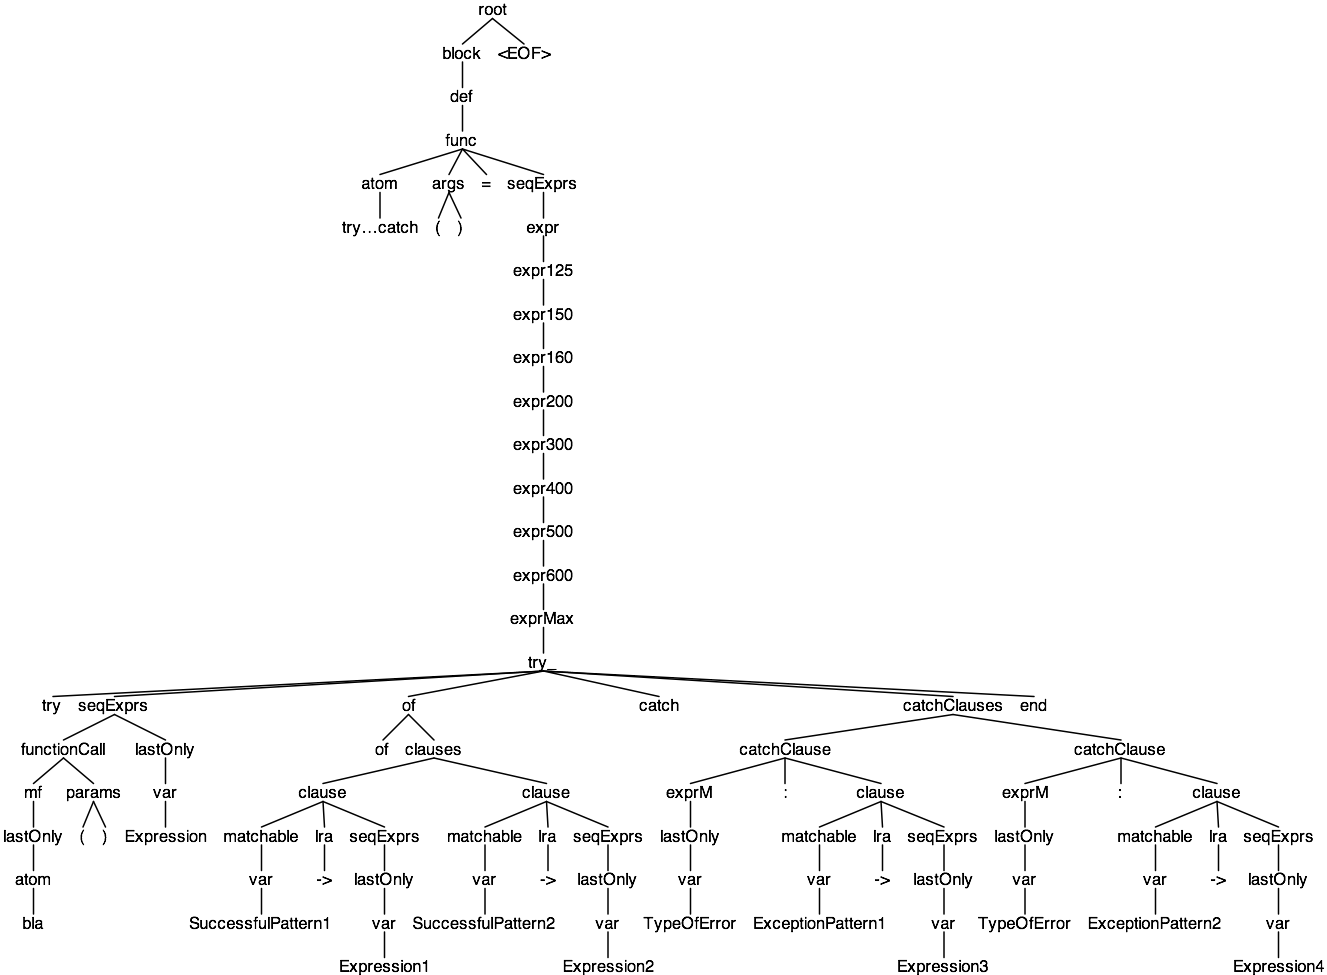 root
block <EOF>
def
func
atom args = seqExprs
try...catch ( ) expr
expr125
expr150
expr160
expr200
expr300
expr400
expr500
expr600
exprMax
try_
try seqExprs of catch catchClauses end
functionCall lastOnly of clauses catchClause catchClause
mf params var clause clause exprM : clause exprM : clause
lastOnly ( ) Expression matchable lra seqExprs matchable lra seqExprs lastOnly matchable lra seqExprs lastOnly matchable lra seqExprs
atom var -> lastOnly var -> lastOnly var var -> lastOnly var var -> lastOnly
bla SuccessfulPattern1 var SuccessfulPattern2 var TypeOfError ExceptionPattern1 var TypeOfError ExceptionPattern2 var
Expression1 Expression2 Expression3 Expression4